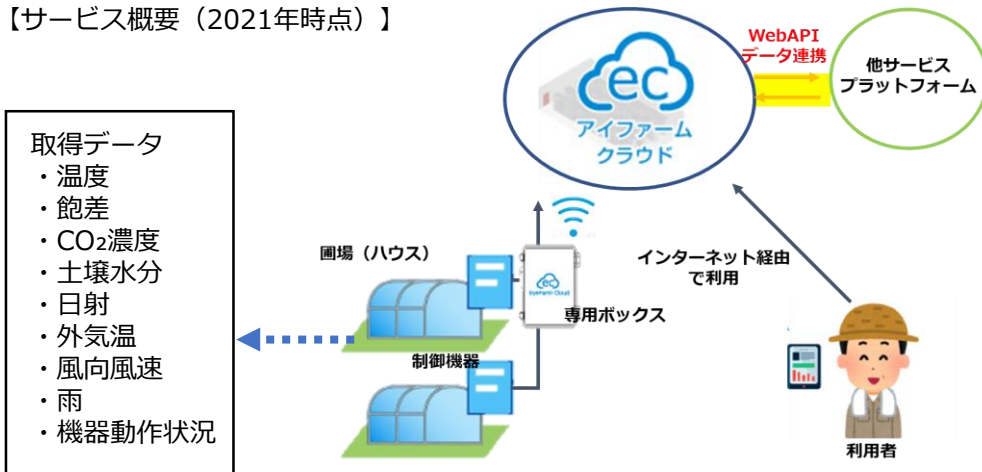 【サービス概要（2021年時点）】
WebAPI
データ連携
他サービス
プラットフォーム
ec
アイファーム
クラウド
取得データ
・温度
・飽差
・CO₂濃度
・土壌水分
・日射
・外気温
・風向風速
・雨
・機器動作状況
圃場（ハウス）
ec
Eyefarm Cloud
専用ボックス
インターネット経由
で利用
制御機器
利用者